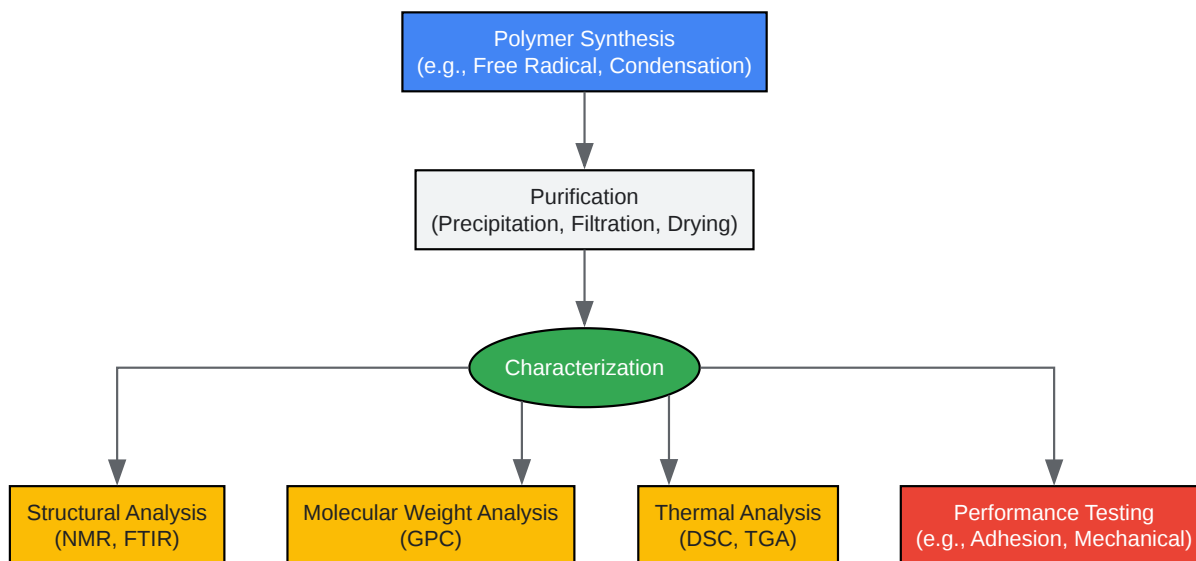 Polymer Synthesis
(e.g., Free Radical, Condensation)
Purification
(Precipitation, Filtration, Drying)
Characterization
Structural Analysis
(NMR, FTIR)
Molecular Weight Analysis
(GPC)
Thermal Analysis
(DSC, TGA)
Performance Testing
(e.g., Adhesion, Mechanical)